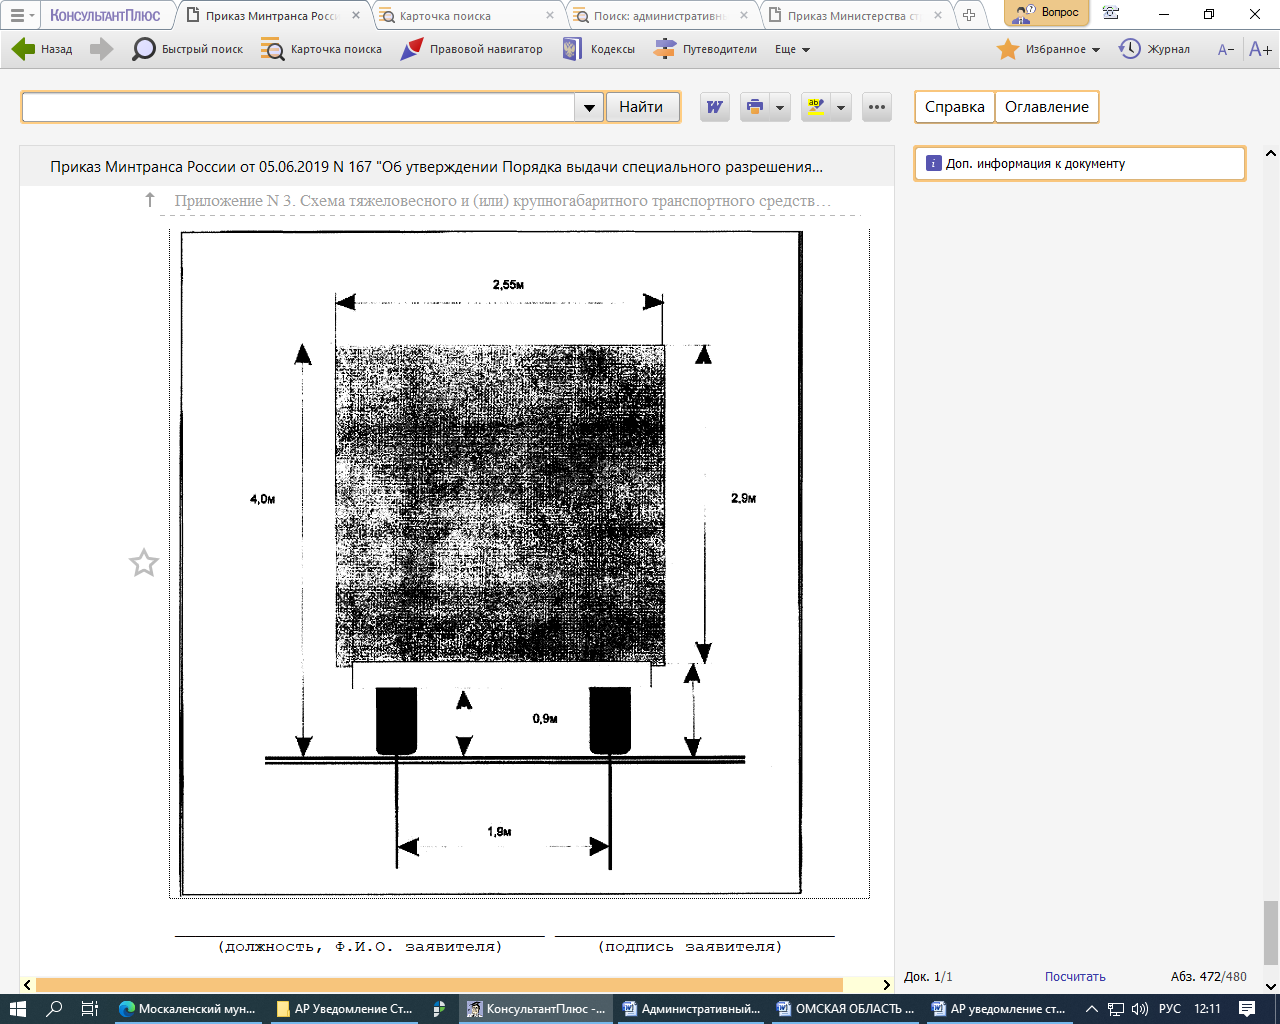 КонсультантПлюс
Приказ Минтранса Росси
Карточка поиска
Поиск: административн
Приказ Министерства ст
Вопрос
Назад
Быстрый поиск
Карточка поиска
Правовой навигатор
Кодексы
Путеводители
Еще
Избранное
Журнал
А−
А+
Найти
W
ab
Справка
Оглавление
Приказ Минтранса России от 05.06.2019 N 167 "Об утверждении Порядка выдачи специального разрешения...
i Доп. информация к документу
Приложение N 3. Схема тяжеловесного и (или) крупногабаритного транспортного средств...
2,55м
4,0м
2,9м
0,9м
1,9м
(должность, Ф.И.О. заявителя)
(подпись заявителя)
Док. 1/1
Посчитать
Абз. 472/480
Москаленский мун...
АР Уведомление Ст...
КонсультантПлюс -...
Административный...
ОМСКАЯ ОБЛАСТЬ ...
АР уведомление ст...
РУС
12:11